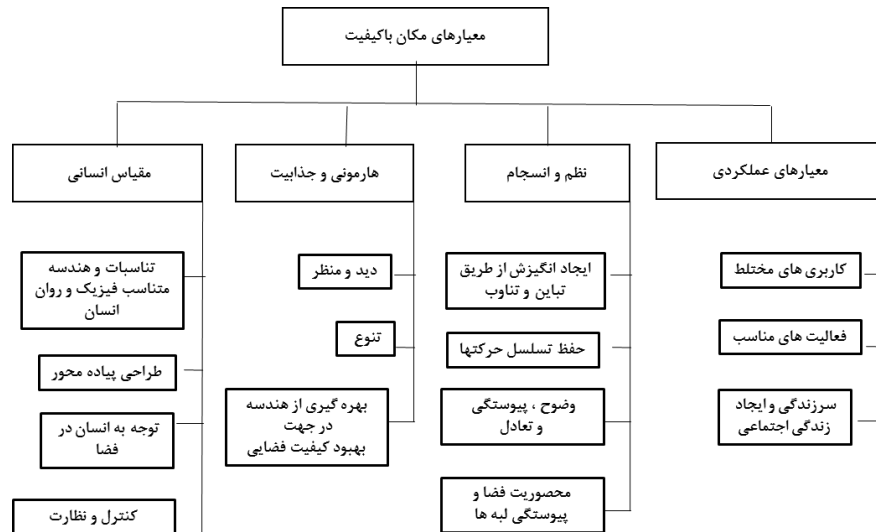 معیارهای مکان باکیفیت
معیارهای عملکردی
کاربری های مختلط
فعالیت های مناسب
سرزندگی و ایجاد
زندگی اجتماعی
نظم و انسجام
ایجاد انگیزش از طریق
تباین و تناوب
حفظ تسلسل حرکتها
وضوح ، پیوستگی
و تعادل
محصوریت فضا و
پیوستگی لبه ها
هارمونی و جذابیت
دید و منظر
تنوع
بهره گیری از هندسه
در جهت
بهبود کیفیت فضایی
مقیاس انسانی
تناسبات و هندسه
متناسب فیزیک و روان
انسان
طراحی پیاده محور
توجه به انسان در
فضا
کنترل و نظارت